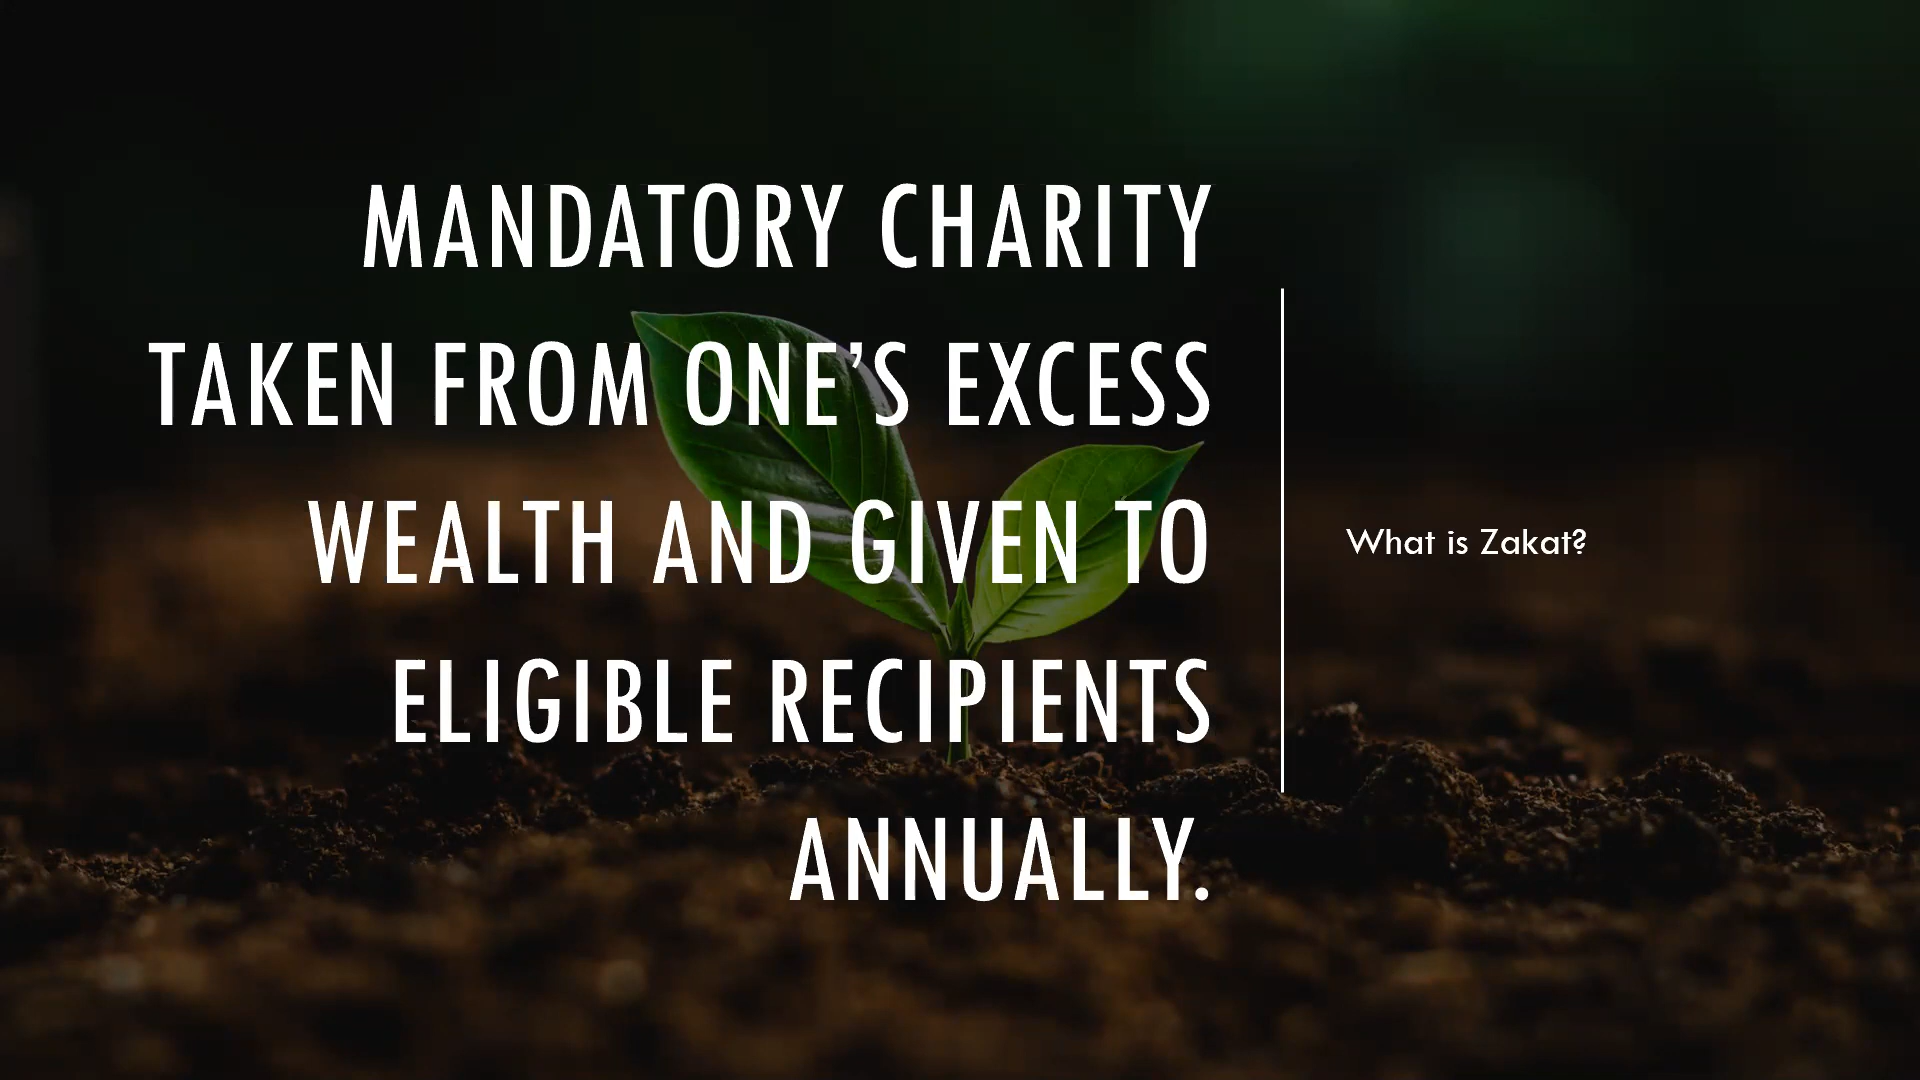 MANDATORY CHARITY
TAKEN FROM ONE’S EXCESS
WEALTH AND GIVEN TO
ELIGIBLE RECIPIENTS
ANNUALLY.
What is Zakat?